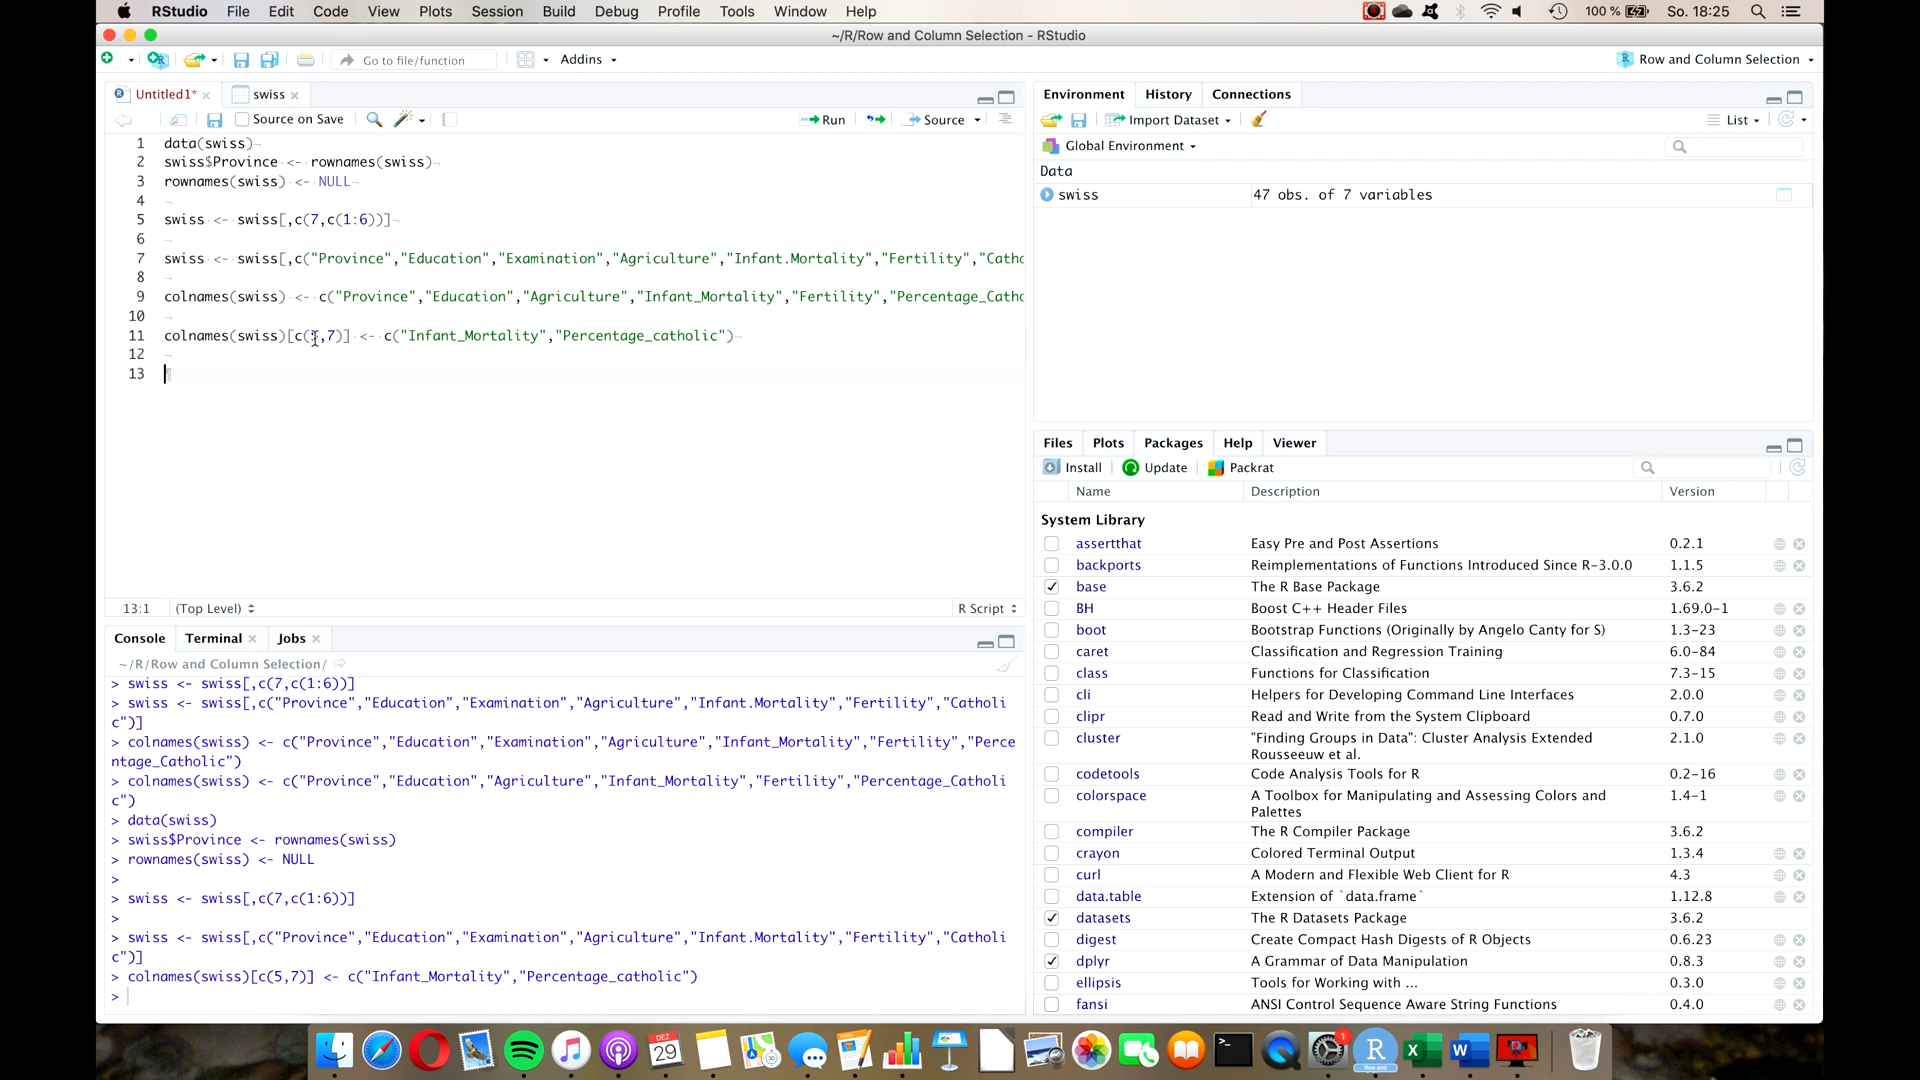 RStudio File Edit Code View Plots Session Build Debug Profile Tools Window Help 100 % So. 18:25
~/R/Row and Column Selection - RStudio
Go to file/function Addins Row and Column Selection
Untitled1* swiss
Source on Save Run Source
1 data(swiss)
2 swiss$Province <- rownames(swiss)
3 rownames(swiss) <- NULL
4
5 swiss <- swiss[,c(7,c(1:6))]
6
7 swiss <- swiss[,c("Province","Education","Examination","Agriculture","Infant.Mortality","Fertility","Catho
8
9 colnames(swiss) <- c("Province","Education","Agriculture","Infant_Mortality","Fertility","Percentage_Catho
10
11 colnames(swiss)[c(5,7)] <- c("Infant_Mortality","Percentage_catholic")
12
13
13:1 (Top Level) R Script
Console Terminal Jobs
~/R/Row and Column Selection/
> swiss <- swiss[,c(7,c(1:6))]
> swiss <- swiss[,c("Province","Education","Examination","Agriculture","Infant.Mortality","Fertility","Catholi
c")]
> colnames(swiss) <- c("Province","Education","Examination","Agriculture","Infant_Mortality","Fertility","Perce
ntage_Catholic")
> colnames(swiss) <- c("Province","Education","Agriculture","Infant_Mortality","Fertility","Percentage_Catholi
c")
> data(swiss)
> swiss$Province <- rownames(swiss)
> rownames(swiss) <- NULL
>
> swiss <- swiss[,c(7,c(1:6))]
>
> swiss <- swiss[,c("Province","Education","Examination","Agriculture","Infant.Mortality","Fertility","Catholi
c")]
> colnames(swiss)[c(5,7)] <- c("Infant_Mortality","Percentage_catholic")
>
Environment History Connections
Import Dataset List
Global Environment
Data
swiss 47 obs. of 7 variables
Files Plots Packages Help Viewer
Install Update Packrat
Name Description Version
System Library
assertthat Easy Pre and Post Assertions 0.2.1
backports Reimplementations of Functions Introduced Since R-3.0.0 1.1.5
base The R Base Package 3.6.2
BH Boost C++ Header Files 1.69.0-1
boot Bootstrap Functions (Originally by Angelo Canty for S) 1.3-23
caret Classification and Regression Training 6.0-84
class Functions for Classification 7.3-15
cli Helpers for Developing Command Line Interfaces 2.0.0
clipr Read and Write from the System Clipboard 0.7.0
cluster "Finding Groups in Data": Cluster Analysis Extended 2.1.0
Rousseeuw et al.
codetools Code Analysis Tools for R 0.2-16
colorspace A Toolbox for Manipulating and Assessing Colors and 1.4-1
Palettes
compiler The R Compiler Package 3.6.2
crayon Colored Terminal Output 1.3.4
curl A Modern and Flexible Web Client for R 4.3
data.table Extension of `data.frame` 1.12.8
datasets The R Datasets Package 3.6.2
digest Create Compact Hash Digests of R Objects 0.6.23
dplyr A Grammar of Data Manipulation 0.8.3
ellipsis Tools for Working with ... 0.3.0
fansi ANSI Control Sequence Aware String Functions 0.4.0
DEZ
29
1
R
X
W